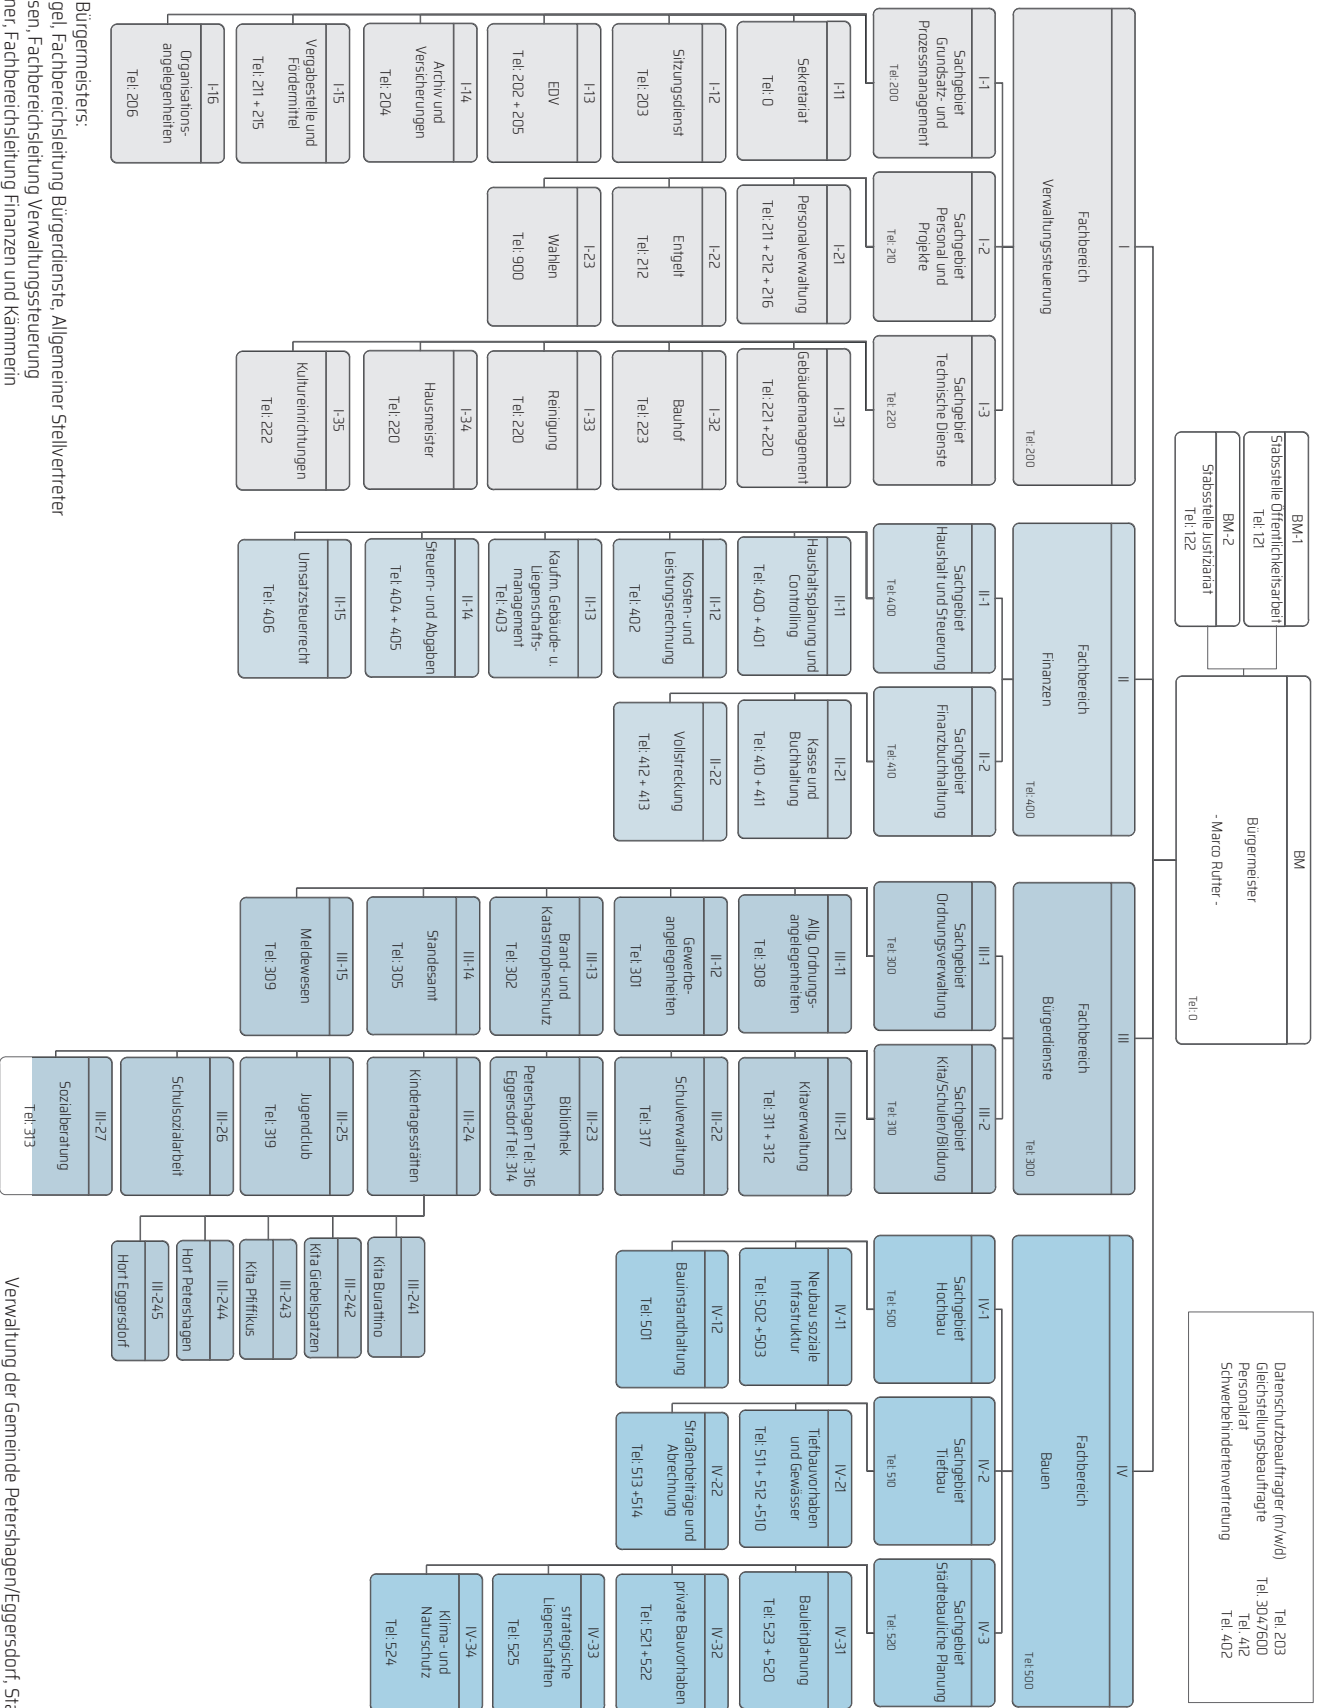 BM
Bürgermeister
- Marco Rutter -
Tel: 0
BM-1
Stabsstelle Öffentlichkeitsarbeit
Tel: 121
BM-2
Stabsstelle Justiziariat
Tel: 122
Datenschutzbeauftragter (m/w/d) Tel. 203
Gleichstellungsbeauftragte Tel. 3047600
Personalrat Tel. 412
Schwerbehindertenvertretung Tel. 402
I
Fachbereich
Verwaltungssteuerung
Tel: 200
I-1
Sachgebiet
Grundsatz- und
Prozessmanagement
Tel: 200
I-11
Sekretariat
Tel: 0
I-12
Sitzungsdienst
Tel: 203
I-13
EDV
Tel: 202 + 205
I-14
Archiv und
Versicherungen
Tel: 204
I-15
Vergabestelle und
Fördermittel
Tel: 211 + 215
I-16
Organisations-
angelegenheiten
Tel: 206
I-2
Sachgebiet
Personal und
Projekte
Tel: 210
I-21
Personalverwaltung
Tel: 211 + 212 + 216
I-22
Entgelt
Tel: 212
I-23
Wahlen
Tel: 900
I-3
Sachgebiet
Technische Dienste
Tel: 220
I-31
Gebäudemanagement
Tel: 221 +220
I-32
Bauhof
Tel: 223
I-33
Reinigung
Tel: 220
I-34
Hausmeister
Tel: 220
I-35
Kultureinrichtungen
Tel: 222
II
Fachbereich
Finanzen
Tel: 400
II-1
Sachgebiet
Haushalt und Steuerung
Tel: 400
II-11
Haushaltsplanung und
Controlling
Tel: 400 + 401
II-12
Kosten- und
Leistungsrechnung
Tel: 402
II-13
Kaufm. Gebäude- u.
Liegenschafts-
management
Tel: 403
II-14
Steuern- und Abgaben
Tel: 404 + 405
II-15
Umsatzsteuerrecht
Tel: 406
II-2
Sachgebiet
Finanzbuchhaltung
Tel: 410
II-21
Kasse und
Buchhaltung
Tel: 410 + 411
II-22
Vollstreckung
Tel: 412 + 413
III
Fachbereich
Bürgerdienste
Tel: 300
III-1
Sachgebiet
Ordnungsverwaltung
Tel: 300
III-11
Allg. Ordnungs-
angelegenheiten
Tel: 308
II-12
Gewerbe-
angelegenheiten
Tel: 301
III-13
Brand- und
Katastrophenschutz
Tel: 302
III-14
Standesamt
Tel: 305
III-15
Meldewesen
Tel: 309
III-2
Sachgebiet
Kita/Schulen/Bildung
Tel: 310
III-21
Kitaverwaltung
Tel: 311 + 312
III-22
Schulverwaltung
Tel: 317
III-23
Bibliothek
Petershagen Tel: 316
Eggersdorf Tel: 314
III-24
Kindertagesstätten
III-25
Jugendclub
Tel: 319
III-26
Schulsozialarbeit
III-27
Sozialberatung
Tel: 313
III-241
Kita Burattino
III-242
Kita Giebelspatzen
III-243
Kita Pfiffikus
III-244
Hort Petershagen
III-245
Hort Eggersdorf
IV
Fachbereich
Bauen
Tel: 500
IV-1
Sachgebiet
Hochbau
Tel: 500
IV-11
Neubau soziale
Infrastruktur
Tel: 502 +503
IV-12
Bauinstandhaltung
Tel: 501
IV-2
Sachgebiet
Tiefbau
Tel: 510
IV-21
Tiefbauvorhaben
und Gewässer
Tel: 511 + 512 +510
IV-22
Straßenbeiträge und
Abrechnung
Tel: 513 +514
IV-3
Sachgebiet
Städtebauliche Planung
Tel: 520
IV-31
Bauleitplanung
Tel: 523 + 520
IV-32
private Bauvorhaben
Tel: 521 +522
IV-33
strategische
Liegenschaften
Tel: 525
IV-34
Klima- und
Naturschutz
Tel: 524
Bürgermeisters:
gel, Fachbereichsleitung Bürgerdienste, Allgemeiner Stellvertreter
sen, Fachbereichsleitung Verwaltungssteuerung
ner, Fachbereichsleitung Finanzen und Kämmerin
Verwaltung der Gemeinde Petershagen/Eggersdorf, Sta